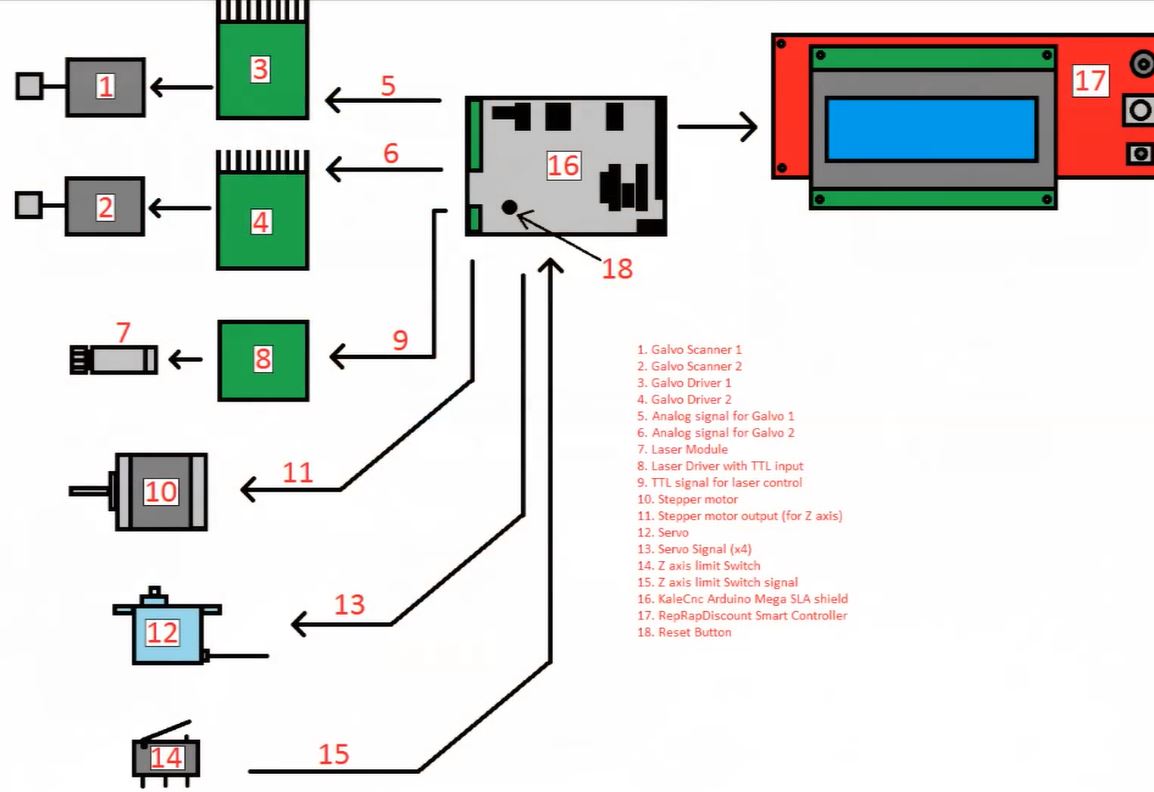 3
17
1
5
16
6
2
4
18
7
9
8
1. Galvo Scanner 1
2. Galvo Scanner 2
3. Galvo Driver 1
4. Galvo Driver 2
5. Analog signal for Galvo 1
6. Analog signal for Galvo 2
7. Laser Module
8. Laser Driver with TTL input
9. TTL signal for laser control
10. Stepper motor
11. Stepper motor output (for Z axis)
12. Servo
13. Servo Signal (x4)
14. Z axis limit Switch
15. Z axis limit Switch signal
16. KaleCnc Arduino Mega SLA shield
17. RepRapDiscount Smart Controller
18. Reset Button
11
10
13
12
15
14